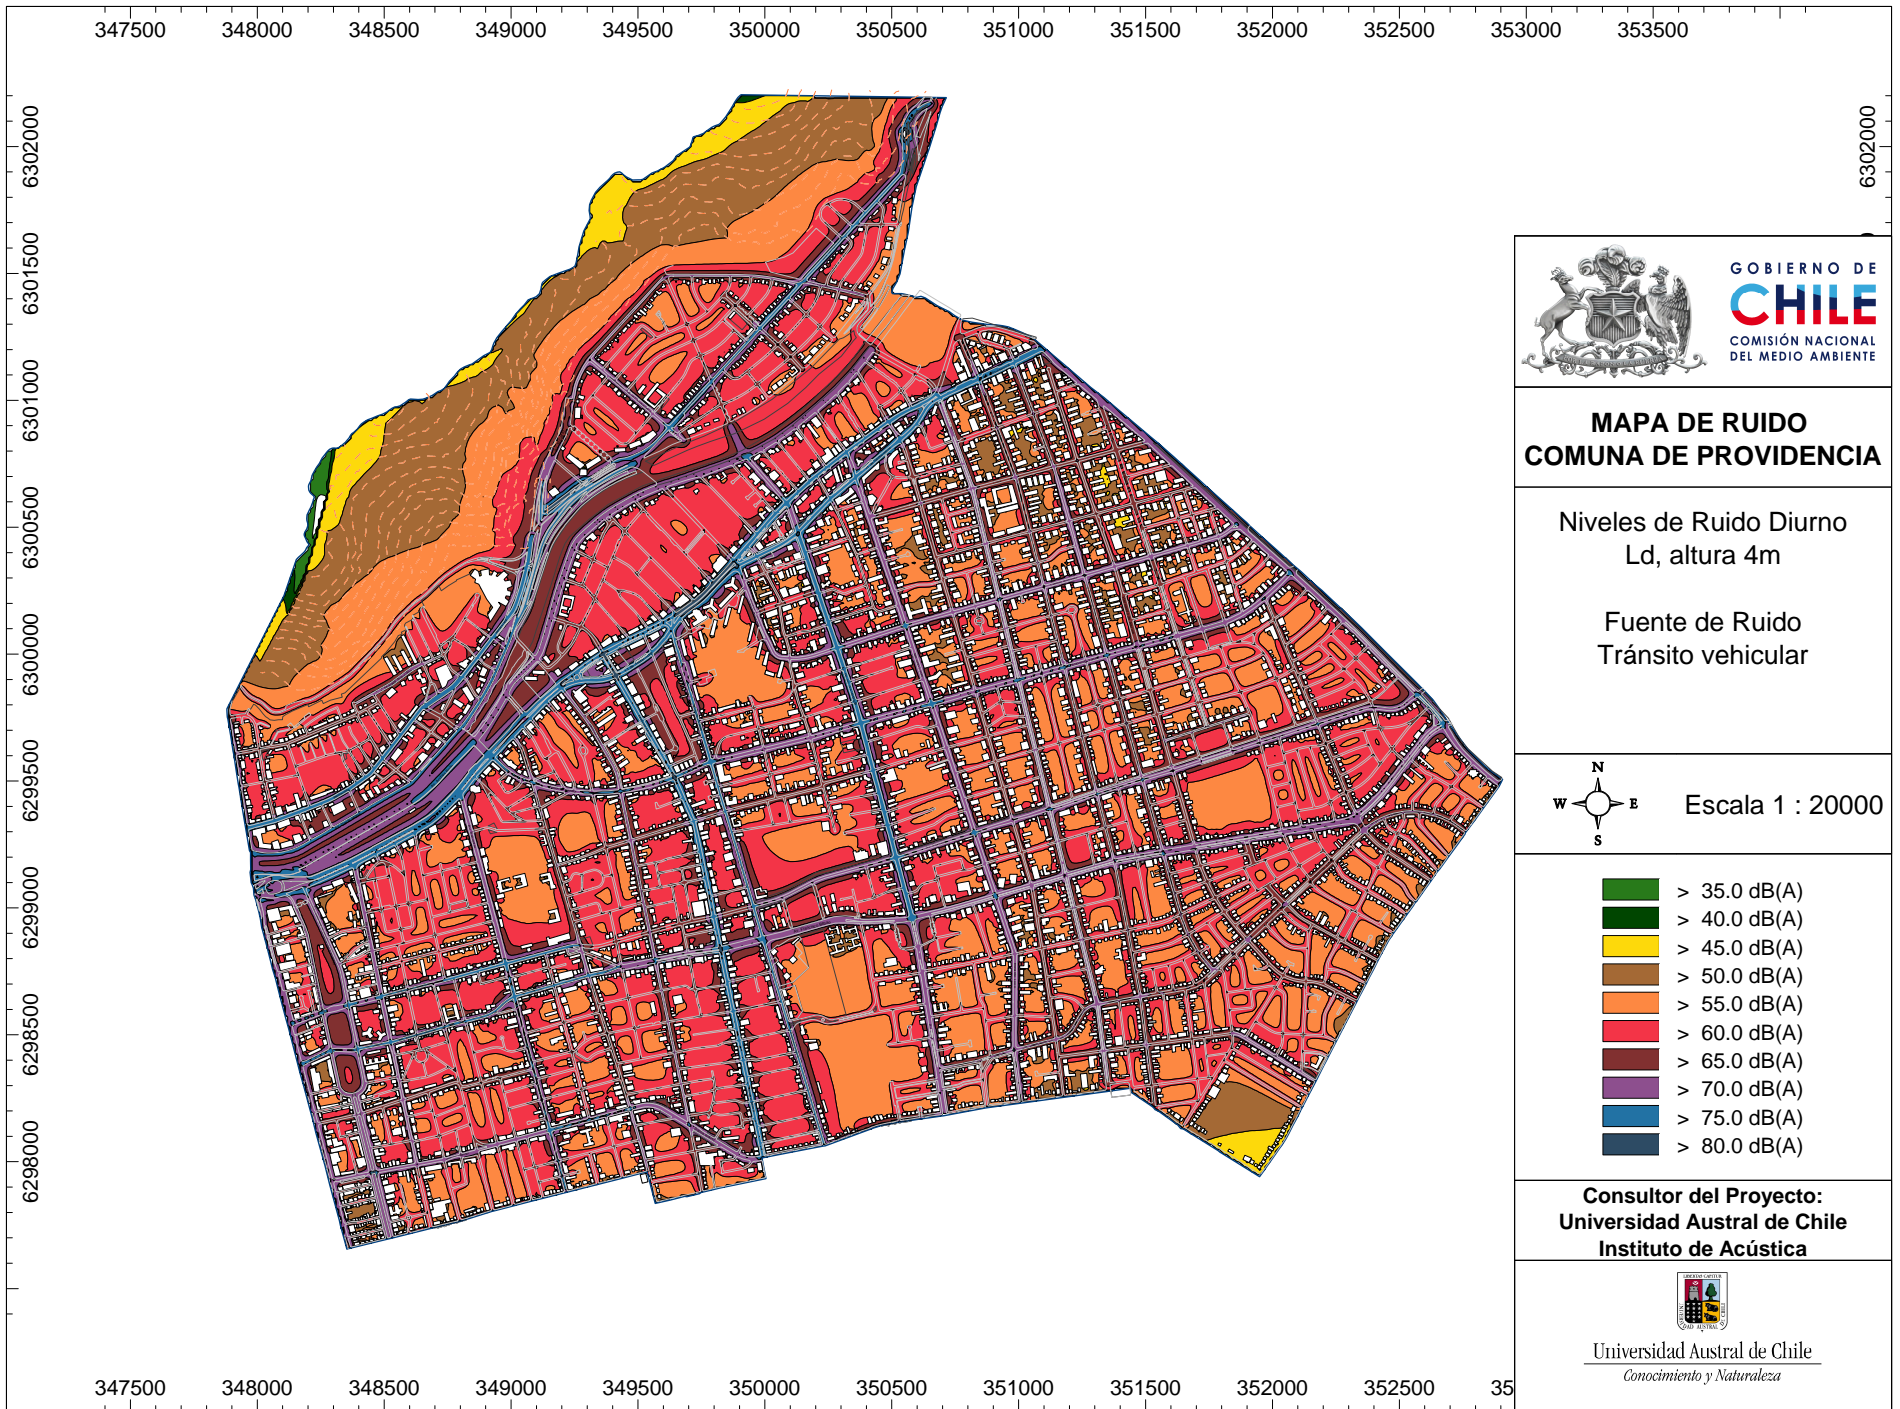 347500 348000 348500 349000 349500 350000 350500 351000 351500 352000 352500 353000 353500
6302000
6301500
6301000
6300500
6300000
6299500
6299000
6298500
6298000
6302000
GOBIERNO DE
CHILE
COMISIÓN NACIONAL
DEL MEDIO AMBIENTE
MAPA DE RUIDO
COMUNA DE PROVIDENCIA
Niveles de Ruido Diurno
Ld, altura 4m
Fuente de Ruido
Tránsito vehicular
N
W E
S
Escala 1 : 20000
> 35.0 dB(A)
> 40.0 dB(A)
> 45.0 dB(A)
> 50.0 dB(A)
> 55.0 dB(A)
> 60.0 dB(A)
> 65.0 dB(A)
> 70.0 dB(A)
> 75.0 dB(A)
> 80.0 dB(A)
Consultor del Proyecto:
Universidad Austral de Chile
Instituto de Acústica
Universidad Austral de Chile
Conocimiento y Naturaleza
347500 348000 348500 349000 349500 350000 350500 351000 351500 352000 352500 35